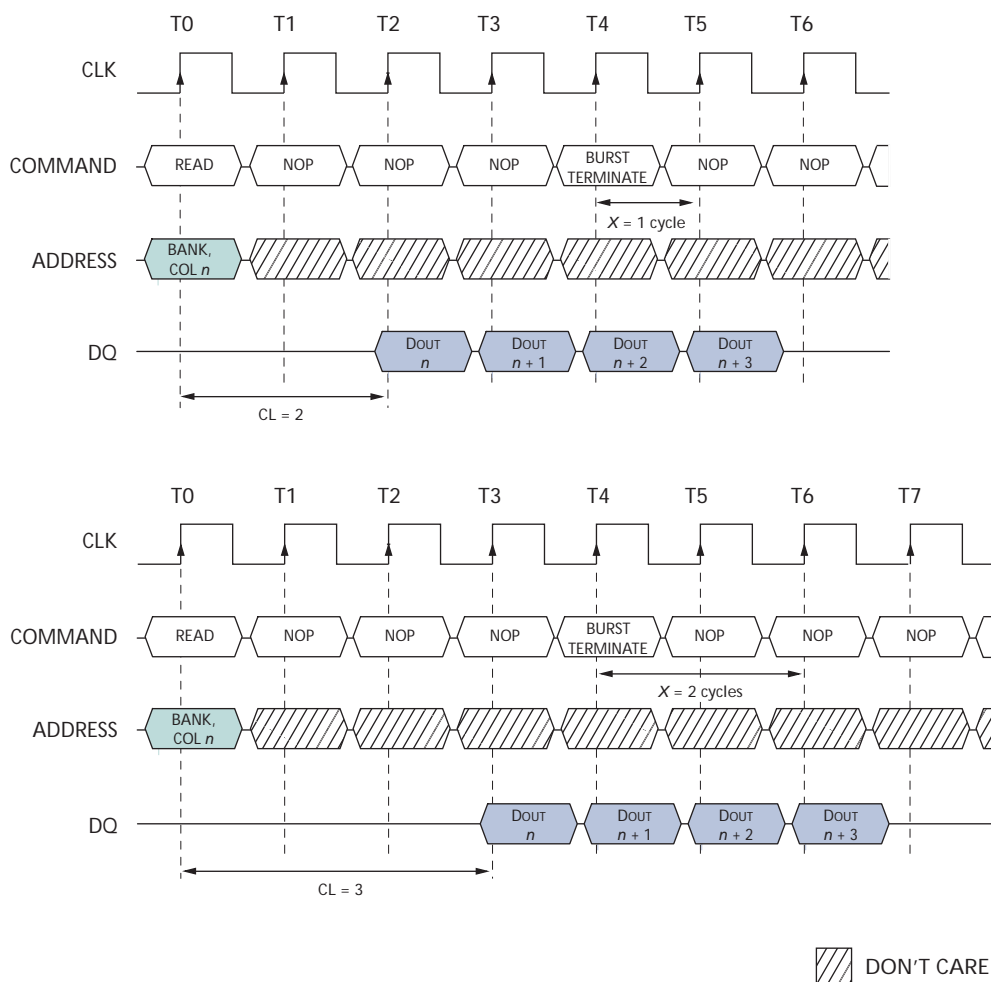 T0 T1 T2 T3 T4 T5 T6
CLK
COMMAND READ NOP NOP NOP BURST TERMINATE NOP NOP
X = 1 cycle
ADDRESS BANK, COL n
DQ DOUT n DOUT n + 1 DOUT n + 2 DOUT n + 3
CL = 2
T0 T1 T2 T3 T4 T5 T6 T7
CLK
COMMAND READ NOP NOP NOP BURST TERMINATE NOP NOP NOP
X = 2 cycles
ADDRESS BANK, COL n
DQ DOUT n DOUT n + 1 DOUT n + 2 DOUT n + 3
CL = 3
DON'T CARE